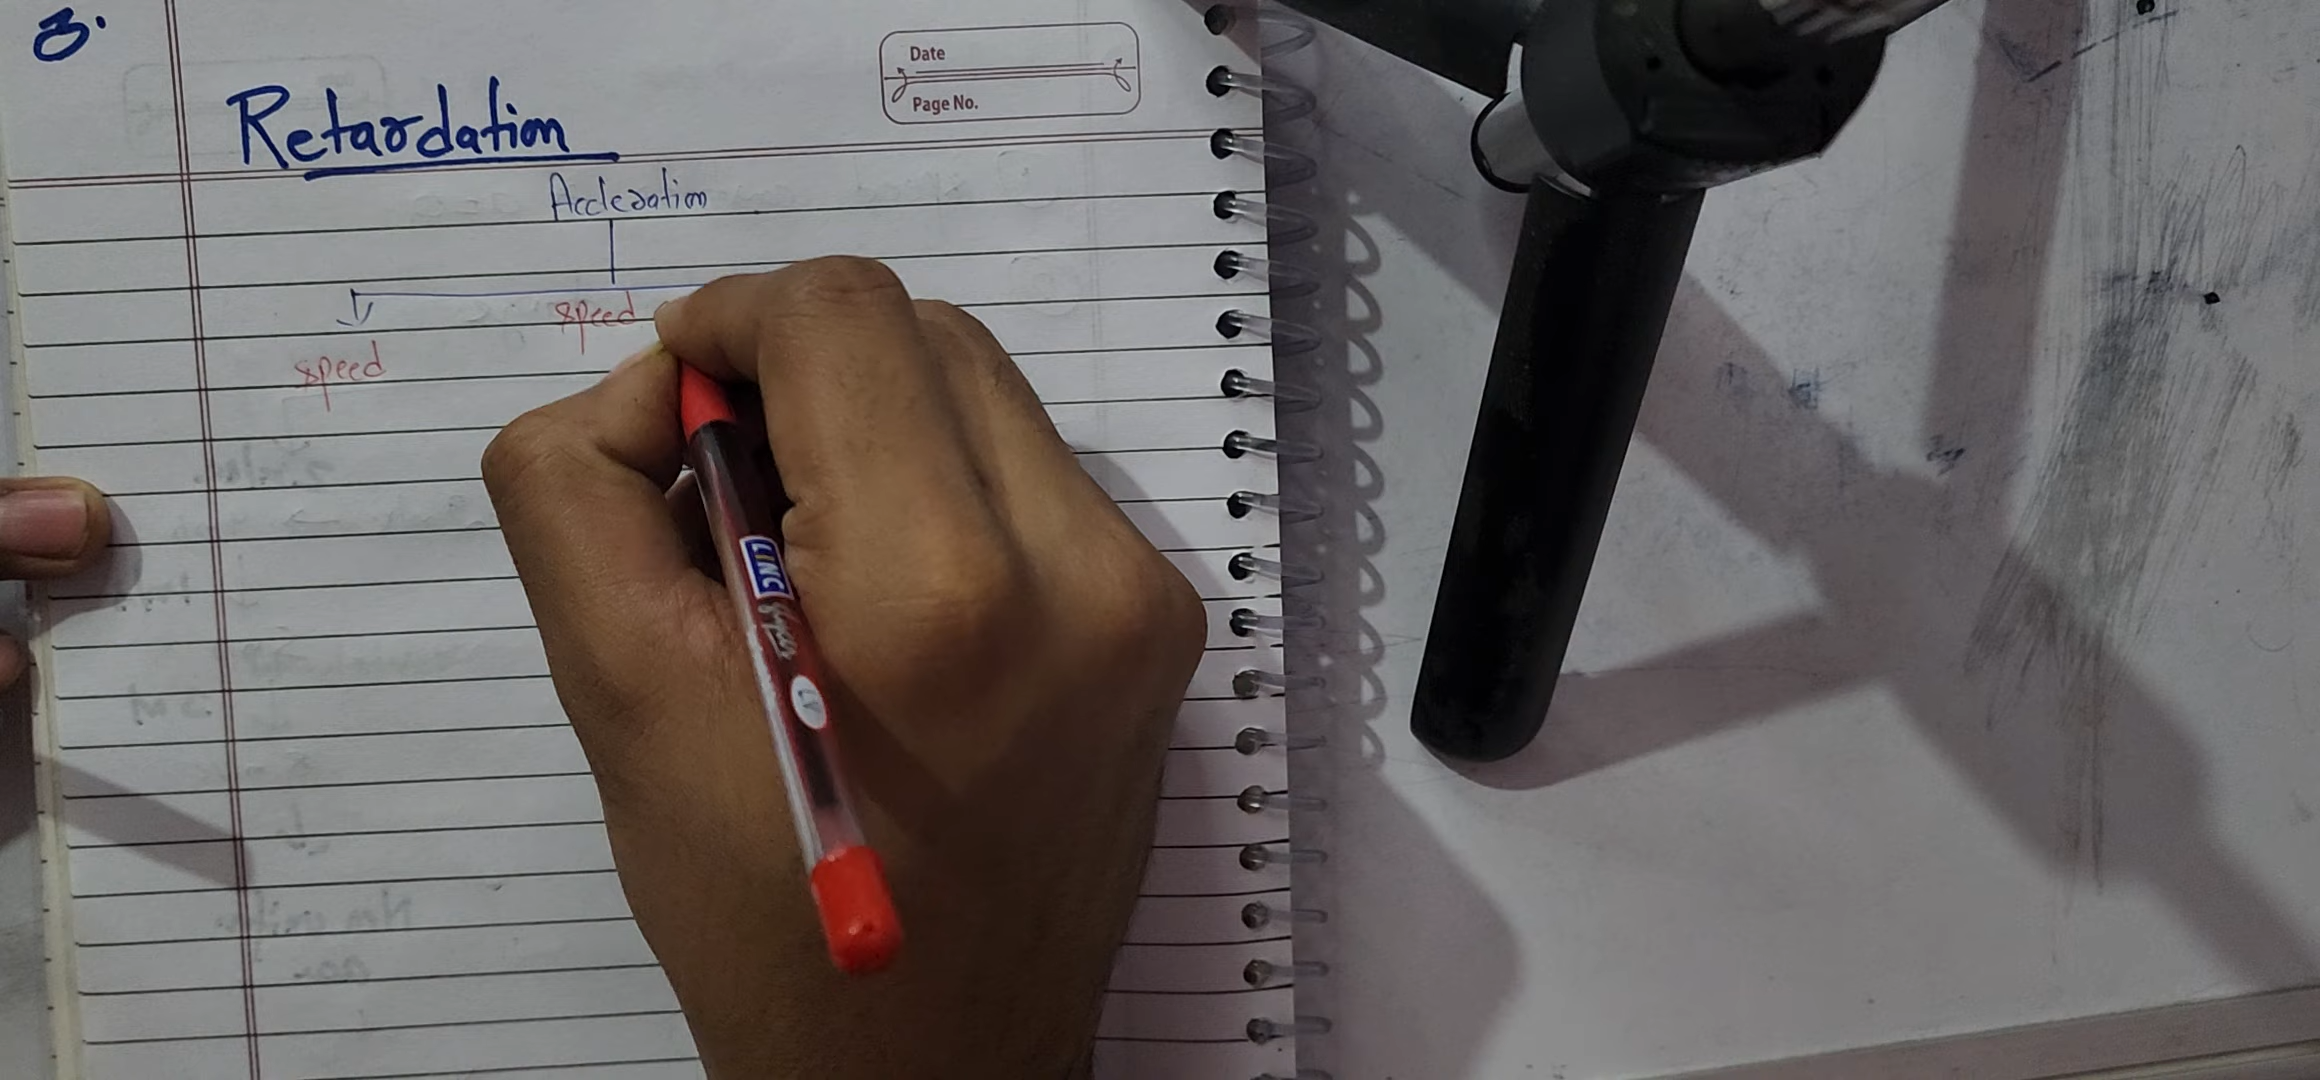 3.
Date
Page No.
Retardation
Accleration
speed
speed
LINC